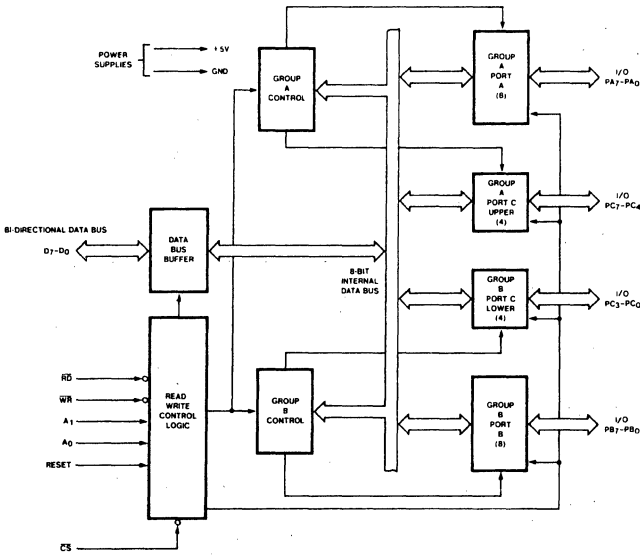 POWER
SUPPLIES
+5V
GND
GROUP
A
CONTROL
GROUP
A
PORT
A
(8)
I/O
PA7-PA0
GROUP
A
PORT C
UPPER
(4)
I/O
PC7-PC4
BI-DIRECTIONAL DATA BUS
D7-D0
DATA
BUS
BUFFER
8-BIT
INTERNAL
DATA BUS
GROUP
B
PORT C
LOWER
(4)
I/O
PC3-PC0
RD
WR
A1
A0
RESET
CS
READ
WRITE
CONTROL
LOGIC
GROUP
B
CONTROL
GROUP
B
PORT
B
(8)
I/O
PB7-PB0